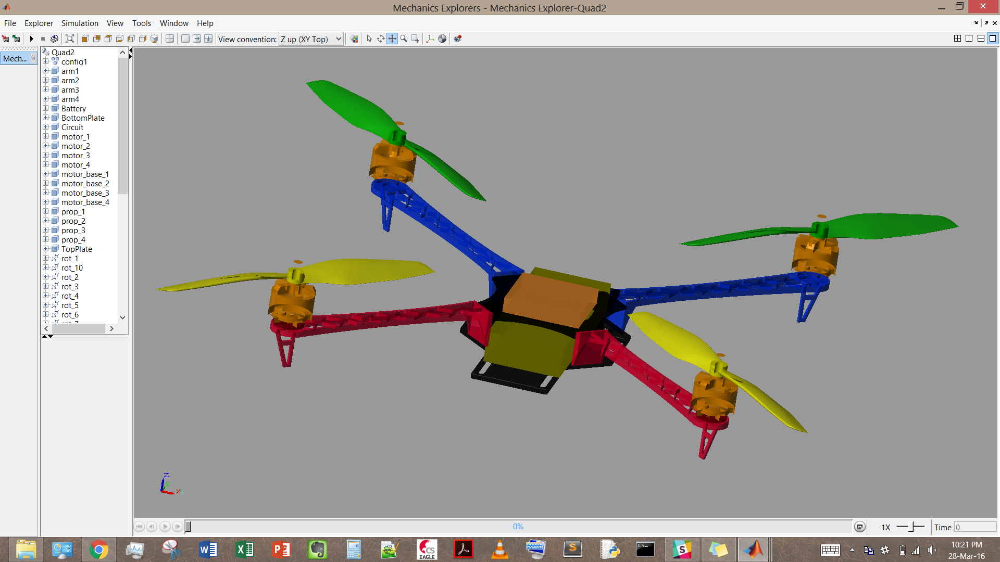 Mechanics Explorers - Mechanics Explorer-Quad2
File Explorer Simulation View Tools Window Help
View convention: Z up (XY Top)
Mech...
Quad2
config1
arm1
arm2
arm3
arm4
Battery
BottomPlate
Circuit
motor_1
motor_2
motor_3
motor_4
motor_base_1
motor_base_2
motor_base_3
motor_base_4
prop_1
prop_2
prop_3
prop_4
TopPlate
rot_1
rot_10
rot_2
rot_3
rot_4
rot_5
rot_6
Z
Y
X
0%
1X
Time 0
CS
EAGLE
10:21 PM
28-Mar-16